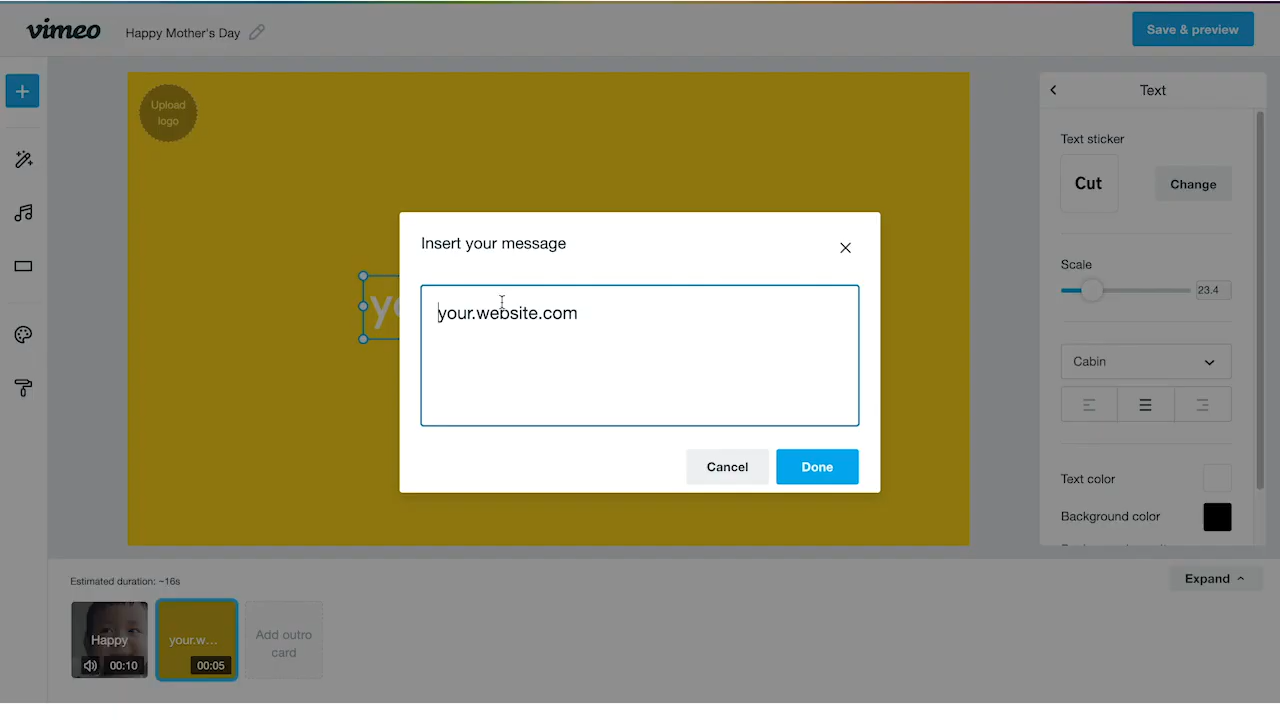 vimeo
Happy Mother's Day
Save & preview
Upload
logo
Text
Text sticker
Cut
Change
Scale
23.4
Cabin
Text color
Background color
Insert your message
your.website.com
Cancel
Done
yo
Estimated duration: ~16s
Expand
Happy
00:10
your.w...
00:05
Add outro
card